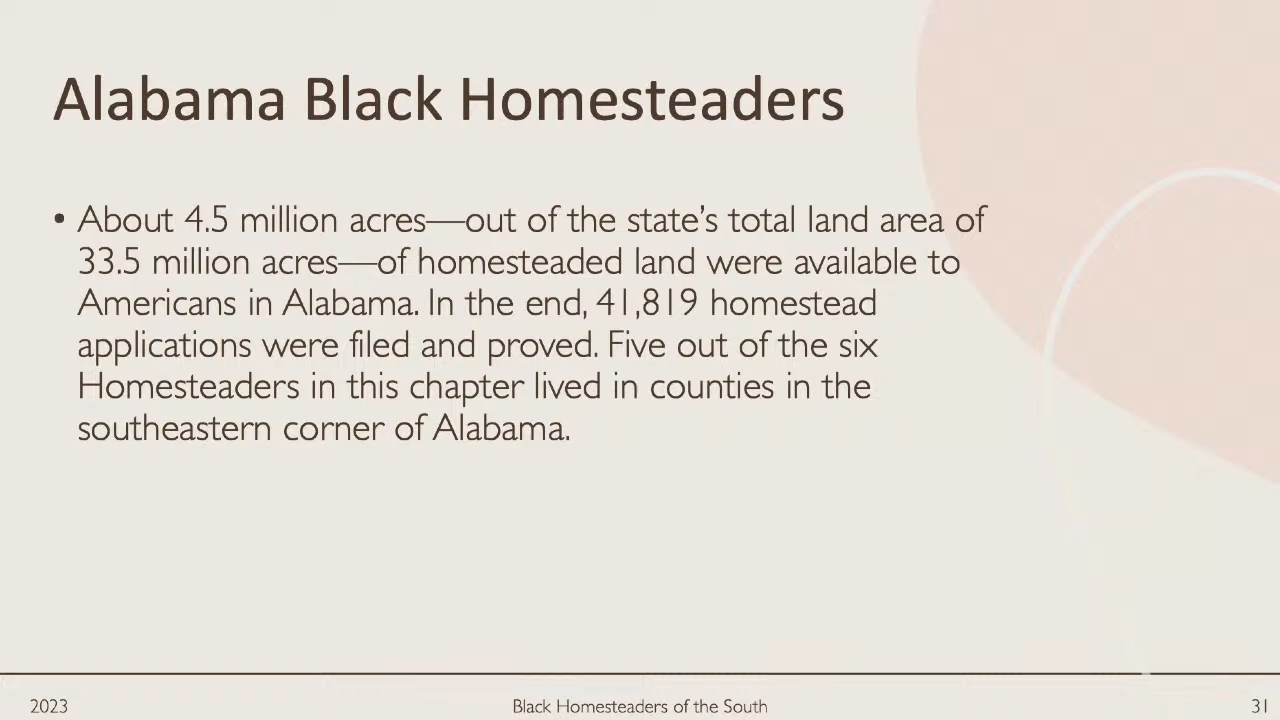 Alabama Black Homesteaders
• About 4.5 million acres—out of the state’s total land area of
33.5 million acres—of homesteaded land were available to
Americans in Alabama. In the end, 41,819 homestead
applications were filed and proved. Five out of the six
Homesteaders in this chapter lived in counties in the
southeastern corner of Alabama.
2023
Black Homesteaders of the South
31